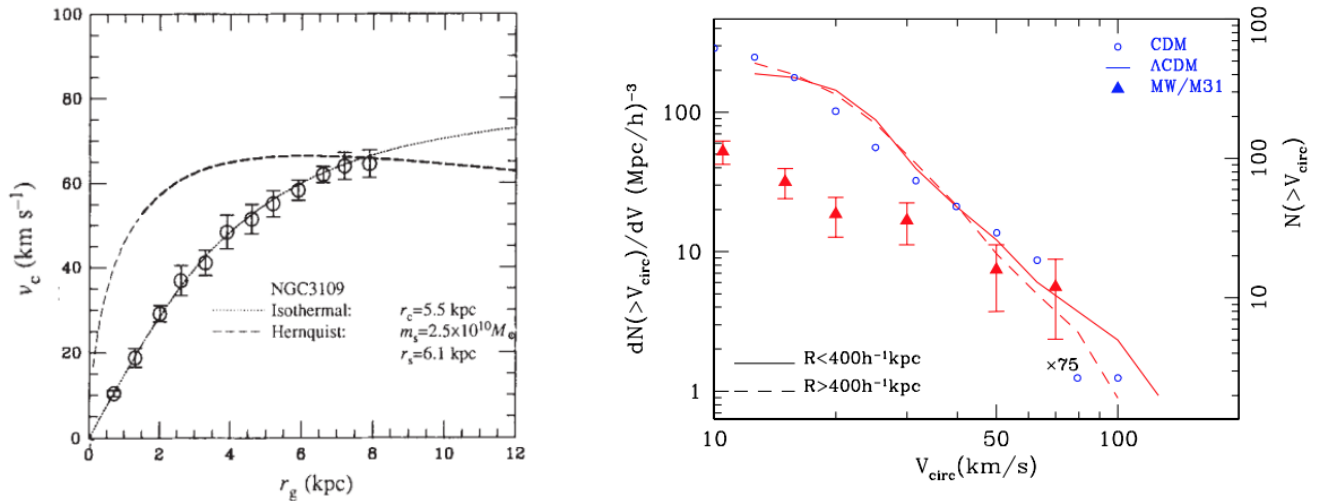 100
80
60
40
20
0
v_c (km s⁻¹)
NGC3109
Isothermal: r_c=5.5 kpc
Hernquist: m_s=2.5×10¹⁰M
r_s=6.1 kpc
0 2 4 6 8 10 12
r_g (kpc)
100
10
1
dN(>V_circ)/dV (Mpc/h)⁻³
CDM
ΛCDM
MW/M31
×75
R<400h⁻¹kpc
R>400h⁻¹kpc
10 50 100
V_circ(km/s)
100
100
10
N(>V_circ)